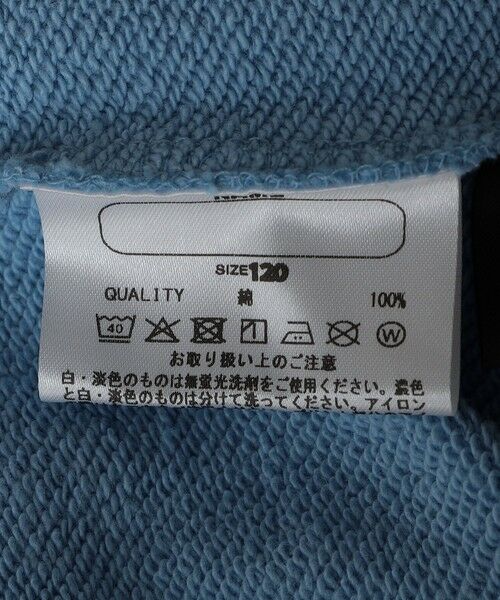 SIZE 120
QUALITY 綿 100%
40 W
お取り扱い上のご注意
白・淡色のものは無蛍光洗剤をご使用ください。濃色
と白・淡色のものは分けて洗ってください。アイロン